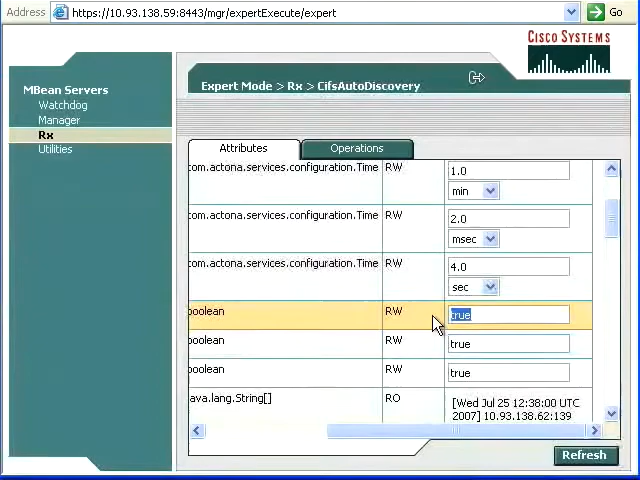 Address https://10.93.138.59:8443/mgr/expertExecute/expert Go
CISCO SYSTEMS
MBean Servers
Watchdog
Manager
Rx
Utilities
Expert Mode > Rx > CifsAutoDiscovery
Attributes Operations
com.actona.services.configuration.Time RW 1.0
min
com.actona.services.configuration.Time RW 2.0
msec
com.actona.services.configuration.Time RW 4.0
sec
boolean RW true
boolean RW true
boolean RW true
java.lang.String[] RO [Wed Jul 25 12:38:00 UTC
2007] 10.93.138.62:139
Refresh